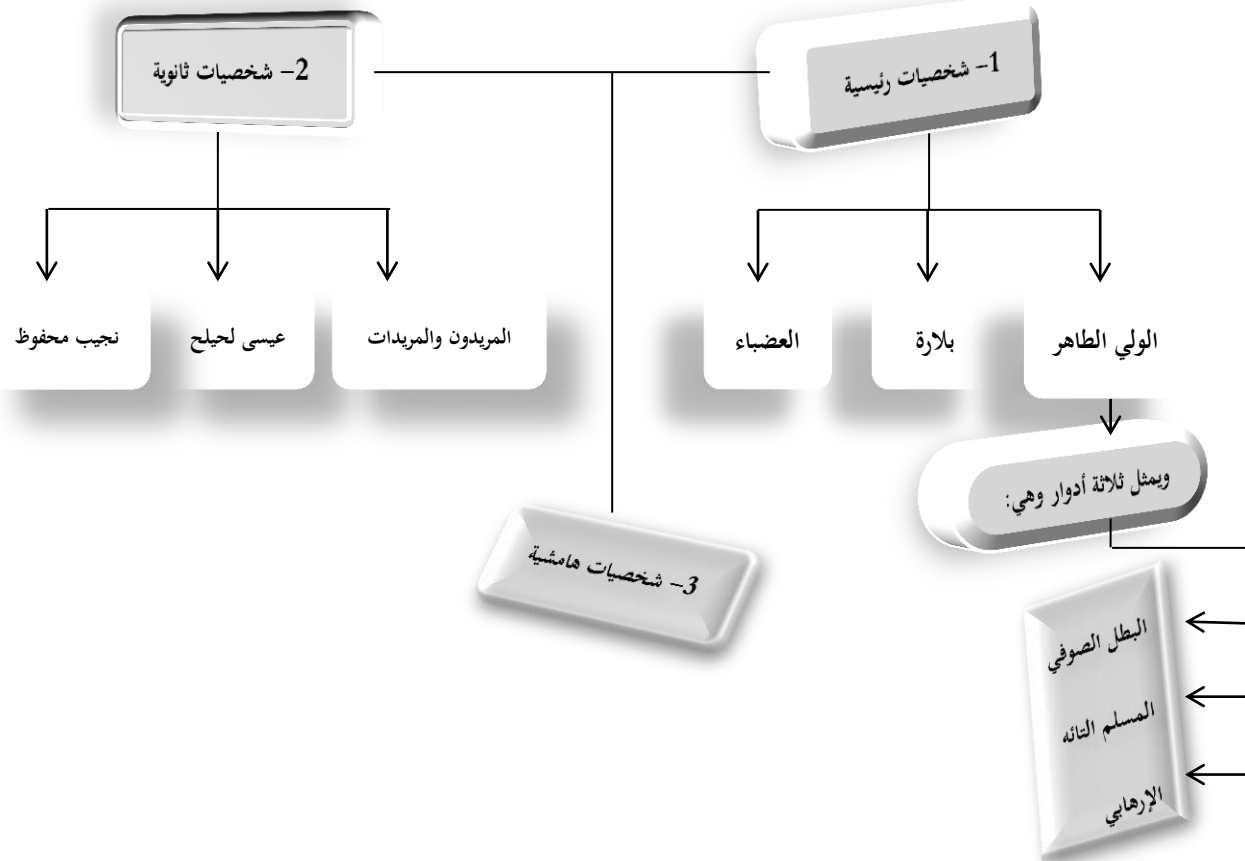 1- شخصيات رئيسية
2- شخصيات ثانوية
الولي الطاهر
بلارة
العضباء
المريدون والمريدات
عيسى لحيلح
نجيب محفوظ
ويمثل ثلاثة أدوار وهي:
3- شخصيات هامشية
البطل الصوفي
المسلم التائه
الإرهابي